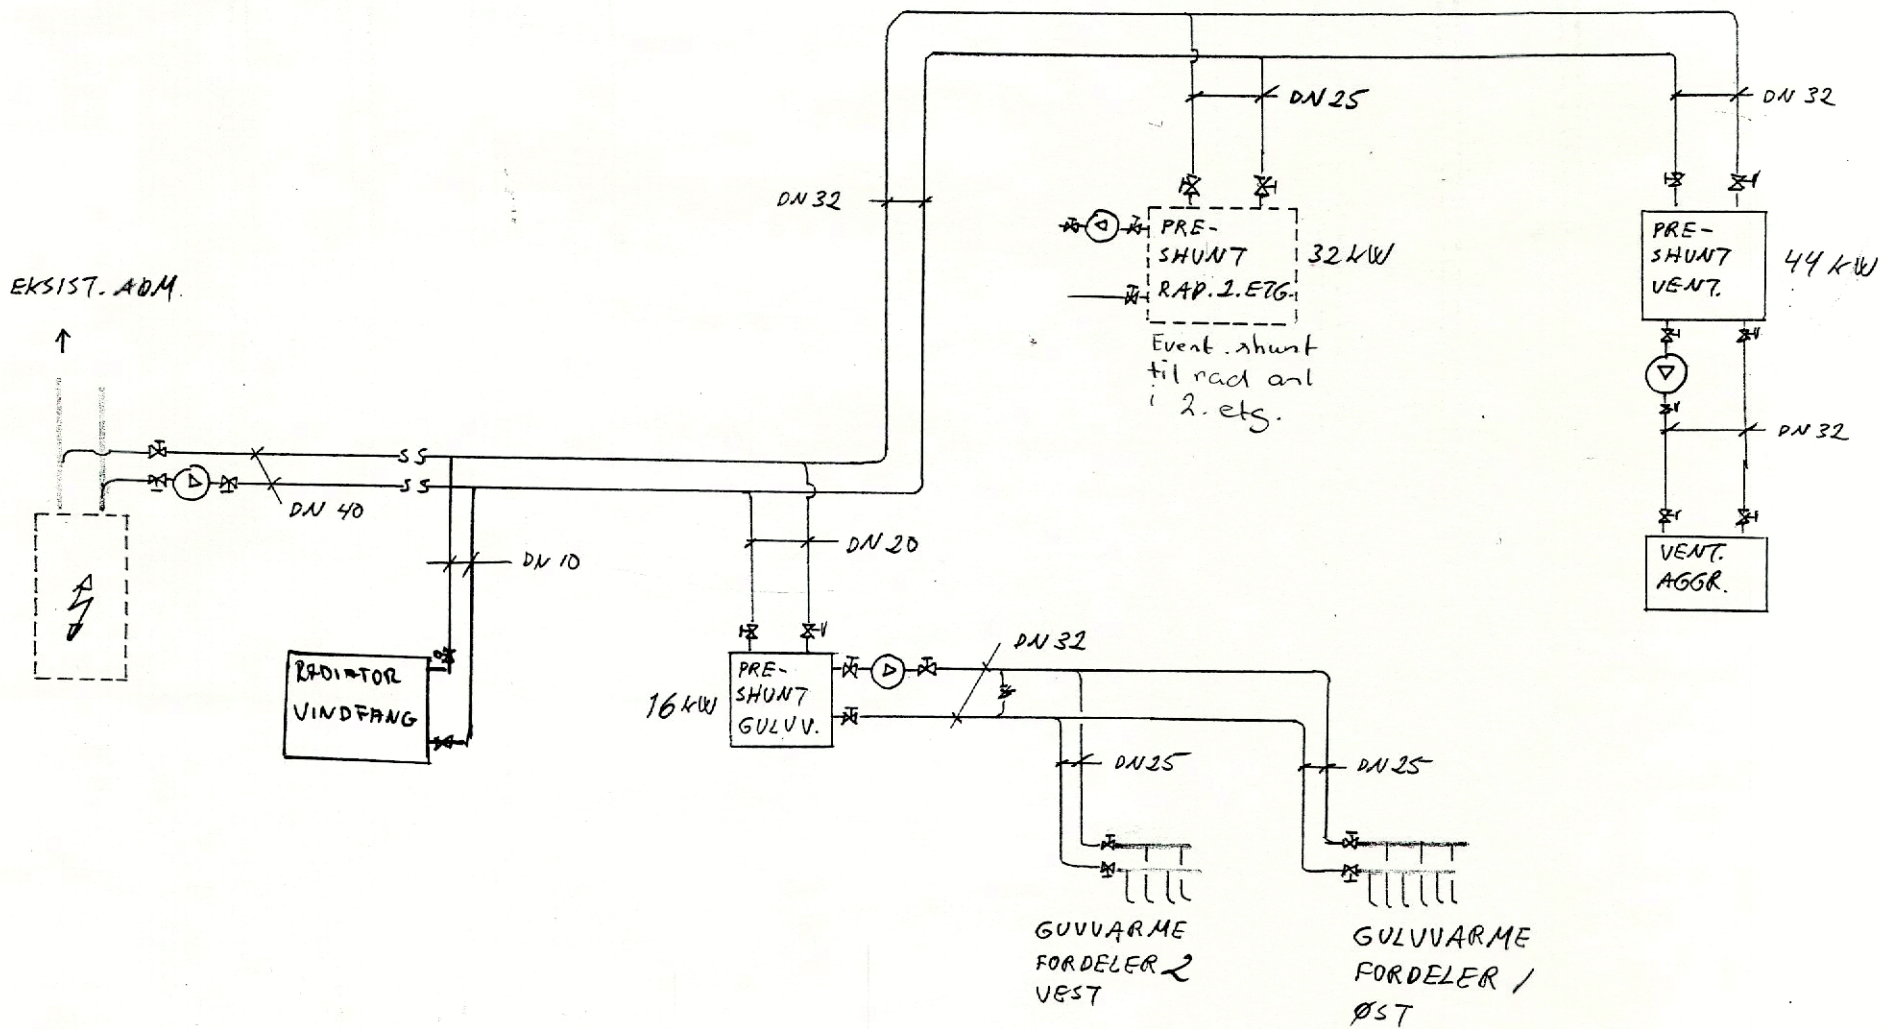 DN 25
DN 32
DN 32
PRE-
SHUNT
RAD. 2. ETG.
32 kW
PRE-
SHUNT
VENT.
44 kW
EKSIST. ADM.
Event. shunt
til rad anl
i 2. etg.
DN 32
DN 40
DN 20
DN 10
VENT.
AGGR.
RADIATOR
VINDFANG
16 kW
PRE-
SHUNT
GULVV.
DN 32
DN 25
DN 25
GUVVARME
FORDELER 2
VEST
GULVVARME
FORDELER 1
ØST